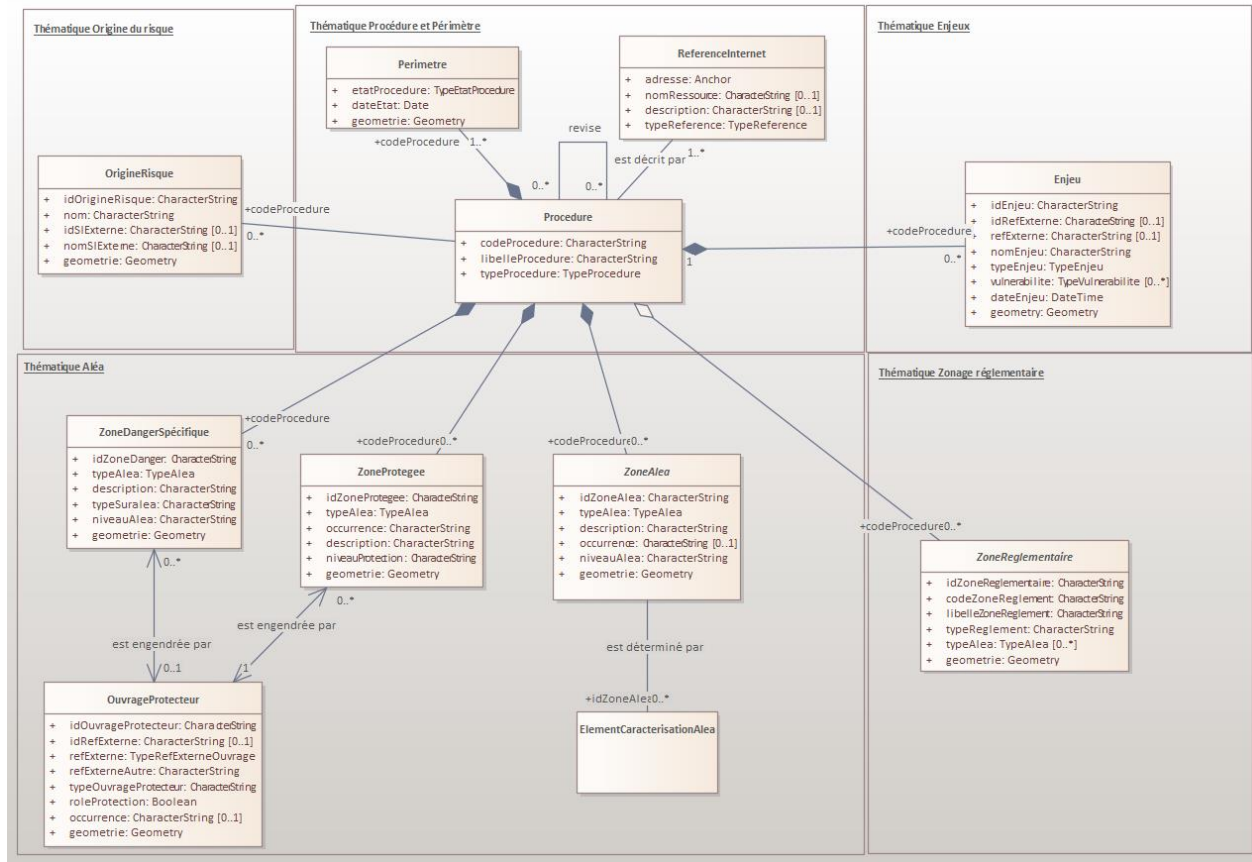 Thématique Origine du risque
OrigineRisque
+ idOrigineRisque: CharacterString
+ nom: CharacterString
+ idSIExterne: CharacterString [0..1]
+ nomSIExterne: CharacterString [0..1]
+ geometrie: Geometry
+codeProcedure
0..*
Thématique Procédure et Périmètre
Perimetre
+ etatProcedure: TypeEtatProcedure
+ dateEtat: Date
+ geometrie: Geometry
+codeProcedure 1..*
ReferenceInternet
+ adresse: Anchor
+ nomRessource: CharacterString [0..1]
+ description: CharacterString [0..1]
+ typeReference: TypeReference
revise
0..*
0..*
est décrit par 1..*
Procedure
+ codeProcedure: CharacterString
+ libelleProcedure: CharacterString
+ typeProcedure: TypeProcedure
1
Thématique Enjeux
+codeProcedure
0..*
Enjeu
+ idEnjeu: CharacterString
+ idRefExterne: CharacterString [0..1]
+ refExterne: CharacterString [0..1]
+ nomEnjeu: CharacterString
+ typeEnjeu: TypeEnjeu
+ vulnerabilite: TypeVulnerabilite [0..*]
+ dateEnjeu: DateTime
+ geometry: Geometry
Thématique Aléa
+codeProcedure
0..*
ZoneDangerSpécifique
+ idZoneDanger: CharacterString
+ typeAlea: TypeAlea
+ description: CharacterString
+ typeSuralea: CharacterString
+ niveauAlea: CharacterString
+ geometrie: Geometry
0..*
est engendrée par
0..1
+codeProcedure0..*
ZoneProtegee
+ idZoneProtegee: CharacterString
+ typeAlea: TypeAlea
+ occurrence: CharacterString
+ description: CharacterString
+ niveauProtection: CharacterString
+ geometrie: Geometry
0..*
est engendrée par
1
OuvrageProtecteur
+ idOuvrageProtecteur: CharacterString
+ idRefExterne: CharacterString [0..1]
+ refExterne: TypeRefExterneOuvrage
+ refExterneAutre: CharacterString
+ typeOuvrageProtecteur: CharacterString
+ roleProtection: Boolean
+ occurrence: CharacterString [0..1]
+ geometrie: Geometry
+codeProcedure0..*
ZoneAlea
+ idZoneAlea: CharacterString
+ typeAlea: TypeAlea
+ description: CharacterString
+ occurrence: CharacterString [0..1]
+ niveauAlea: CharacterString
+ geometrie: Geometry
est déterminé par
+idZoneAlea0..*
ElementCaracterisationAlea
Thématique Zonage réglementaire
+codeProcedure0..*
ZoneReglementaire
+ idZoneReglementaire: CharacterString
+ codeZoneReglement: CharacterString
+ libelleZoneReglement: CharacterString
+ typeReglement: CharacterString
+ typeAlea: TypeAlea [0..*]
+ geometrie: Geometry